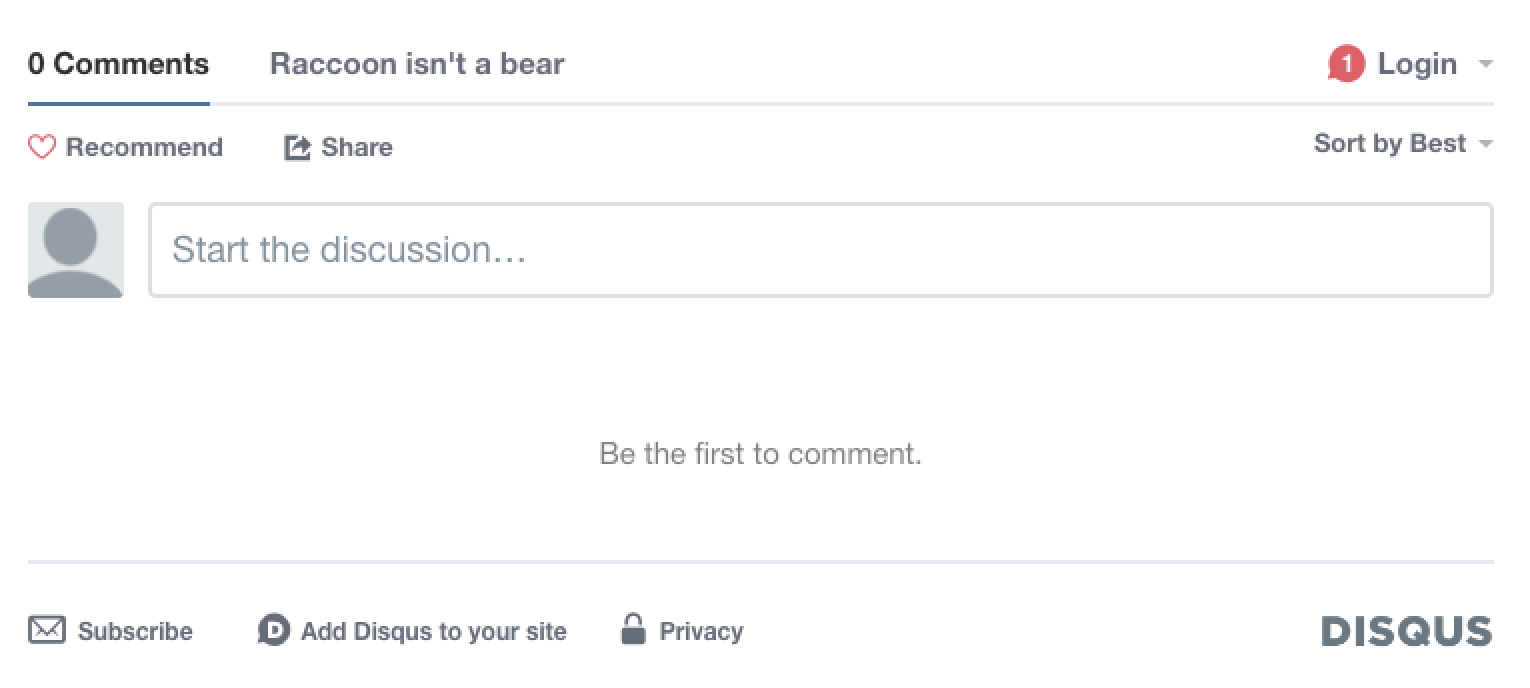 0 Comments Raccoon isn't a bear 1 Login
Recommend Share Sort by Best
Start the discussion…
Be the first to comment.
Subscribe D Add Disqus to your site Privacy DISQUS